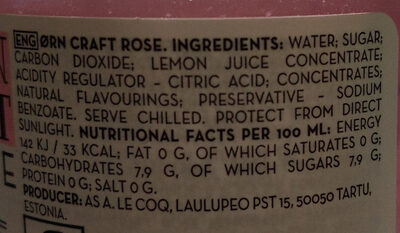 ENG ØRN CRAFT ROSE. INGREDIENTS: WATER; SUGAR;
CARBON DIOXIDE; LEMON JUICE CONCENTRATE;
ACIDITY REGULATOR - CITRIC ACID; CONCENTRATES;
NATURAL FLAVOURINGS; PRESERVATIVE - SODIUM
BENZOATE. SERVE CHILLED. PROTECT FROM DIRECT
SUNLIGHT. NUTRITIONAL FACTS PER 100 ML: ENERGY
142 KJ / 33 KCAL; FAT 0 G, OF WHICH SATURATES 0 G;
CARBOHYDRATES 7,9 G, OF WHICH SUGARS 7,9 G;
PROTEIN 0 G; SALT 0 G.
PRODUCER: AS A. LE COQ, LAULUPEO PST 15, 50050 TARTU,
ESTONIA.